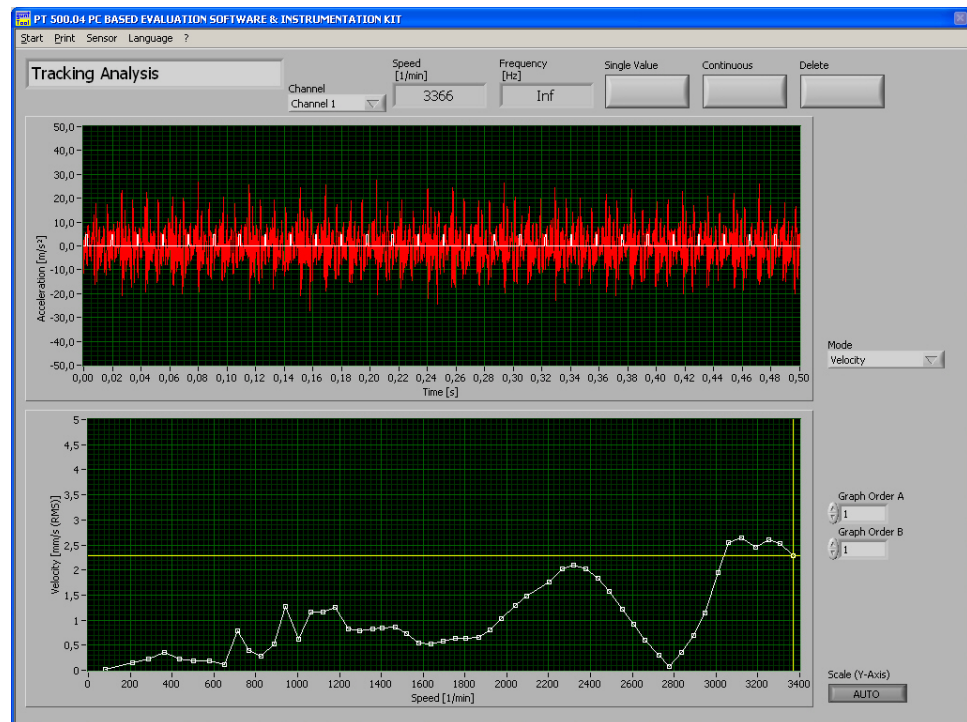 PT 500.04 PC BASED EVALUATION SOFTWARE & INSTRUMENTATION KIT
Start Print Sensor Language ?
Tracking Analysis
Channel
Channel 1
Speed
[1/min]
3366
Frequency
[Hz]
Inf
Single Value
Continuous
Delete
50,0
40,0
30,0
20,0
10,0
0,0
-10,0
-20,0
-30,0
-40,0
-50,0
Acceleration [m/s²]
0,00 0,02 0,04 0,06 0,08 0,10 0,12 0,14 0,16 0,18 0,20 0,22 0,24 0,26 0,28 0,30 0,32 0,34 0,36 0,38 0,40 0,42 0,44 0,46 0,48 0,50
Time [s]
Mode
Velocity
5
4,5
4
3,5
3
2,5
2
1,5
1
0,5
0
Velocity [mm/s (RMS)]
0 200 400 600 800 1000 1200 1400 1600 1800 2000 2200 2400 2600 2800 3000 3200 3400
Speed [1/min]
Graph Order A
1
Graph Order B
1
Scale (Y-Axis)
AUTO